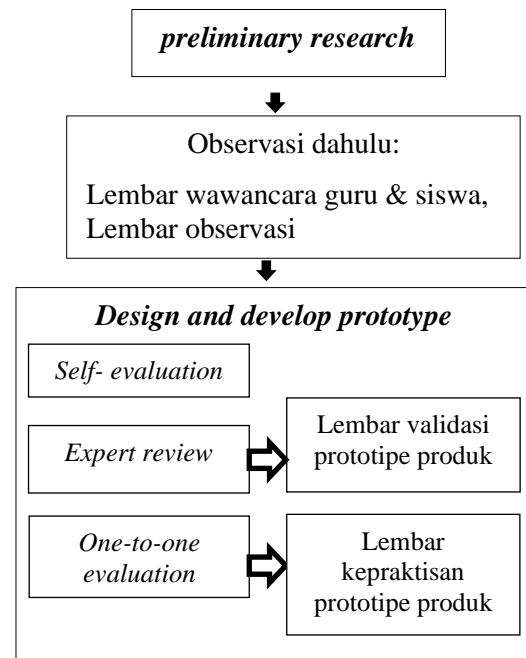 preliminary research
Observasi dahulu:
Lembar wawancara guru & siswa,
Lembar observasi
Design and develop prototype
Self- evaluation
Expert review
Lembar validasi
prototipe produk
One-to-one
evaluation
Lembar
kepraktisan
prototipe produk